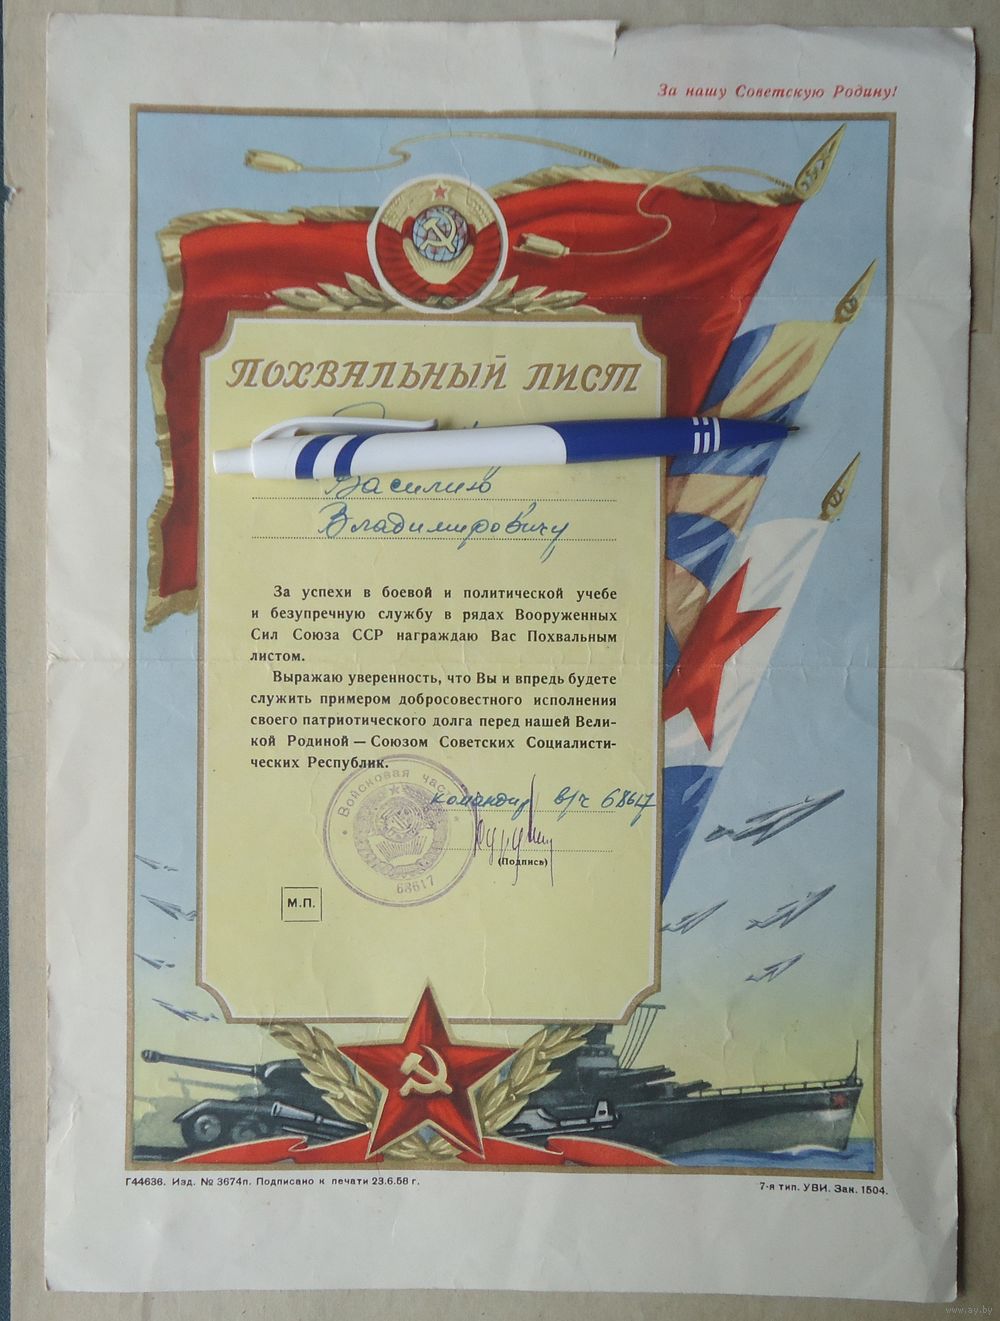 За нашу Советскую Родину!
ПОХВАЛЬНЫЙ ЛИСТ
Василию
Владимировичу
За успехи в боевой и политической учебе
и безупречную службу в рядах Вооруженных
Сил Союза ССР награждаю Вас Похвальным
листом.
Выражаю уверенность, что Вы и впредь будете
служить примером добросовестного исполнения
своего патриотического долга перед нашей Вели-
кой Родиной — Союзом Советских Социалисти-
ческих Республик.
Войсковая часть
68617
командир в/ч 68617
(Подпись)
М.П.
Г44636. Изд. № 3674п. Подписано к печати 23.6.58 г.
7-я тип. УВИ. Зак. 1504.
www.ay.by